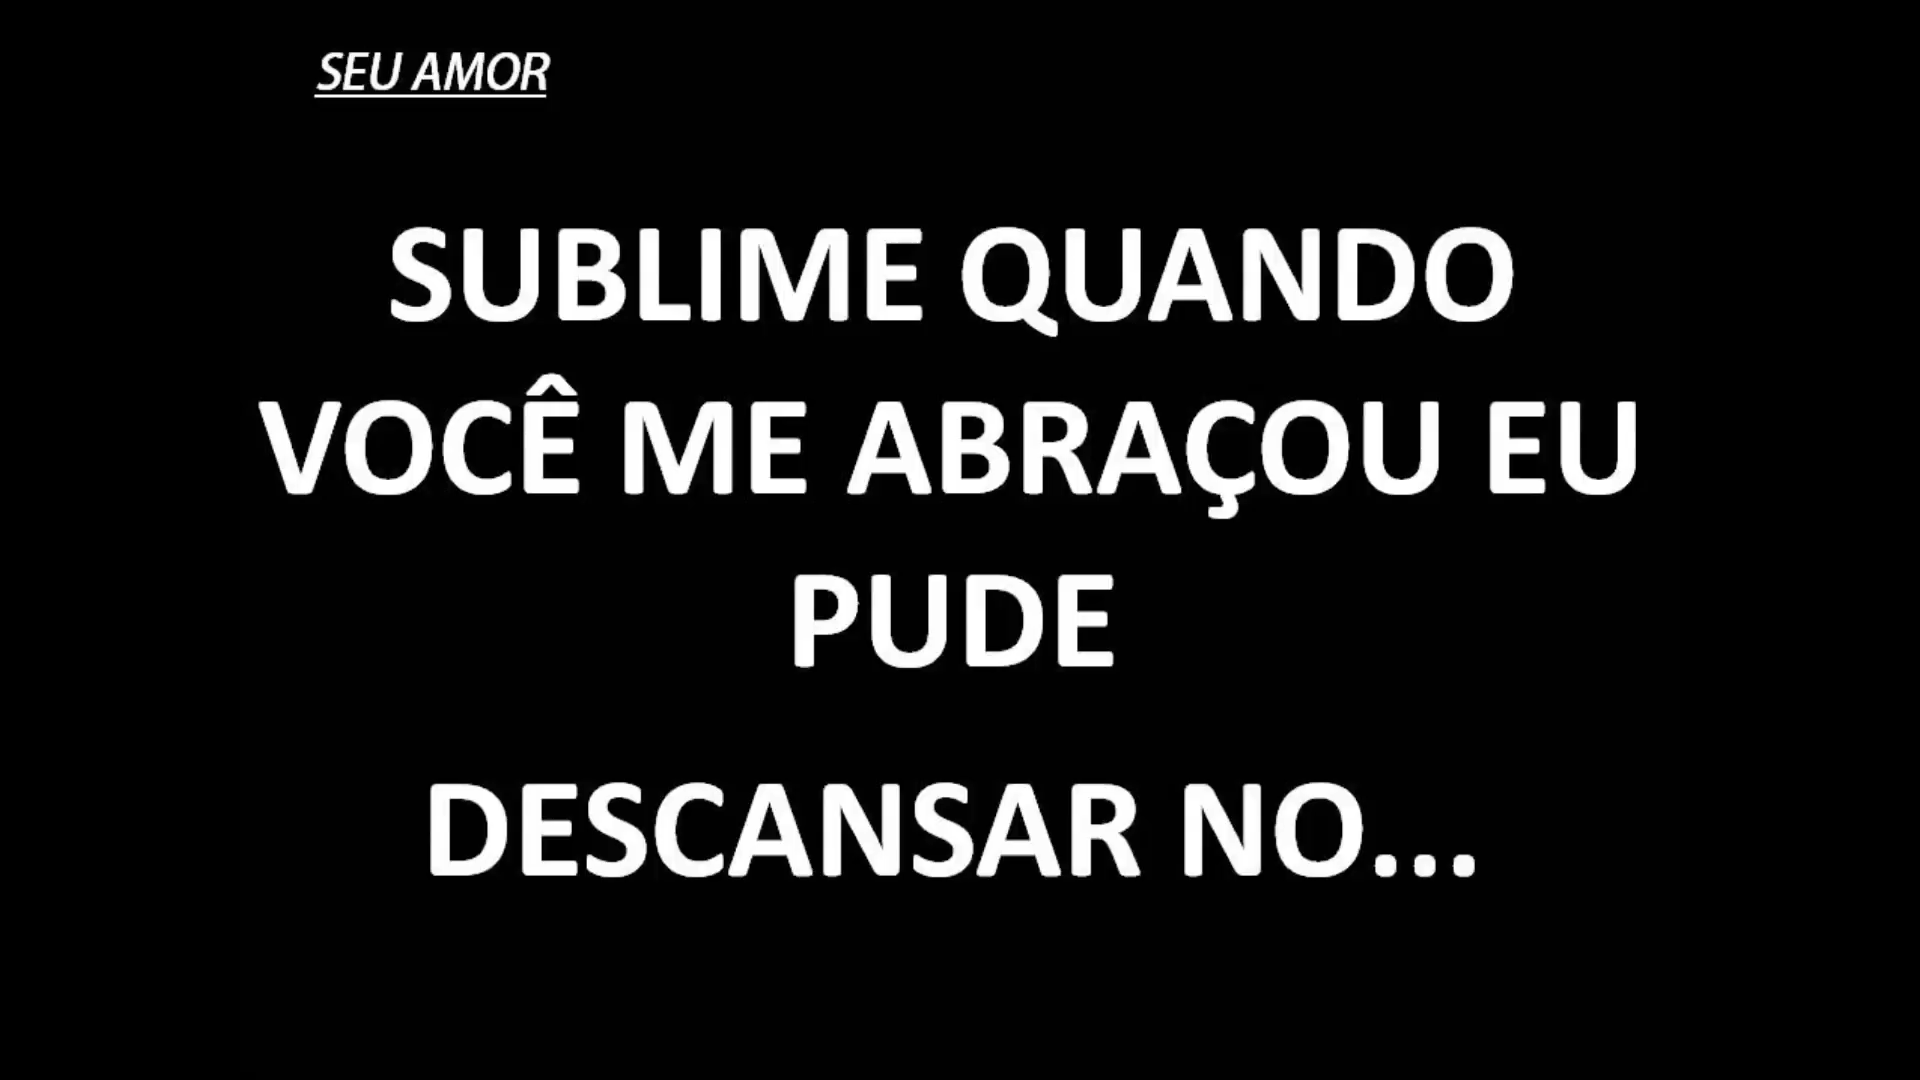 SEU AMOR
SUBLIME QUANDO
VOCÊ ME ABRAÇOU EU
PUDE
DESCANSAR NO...